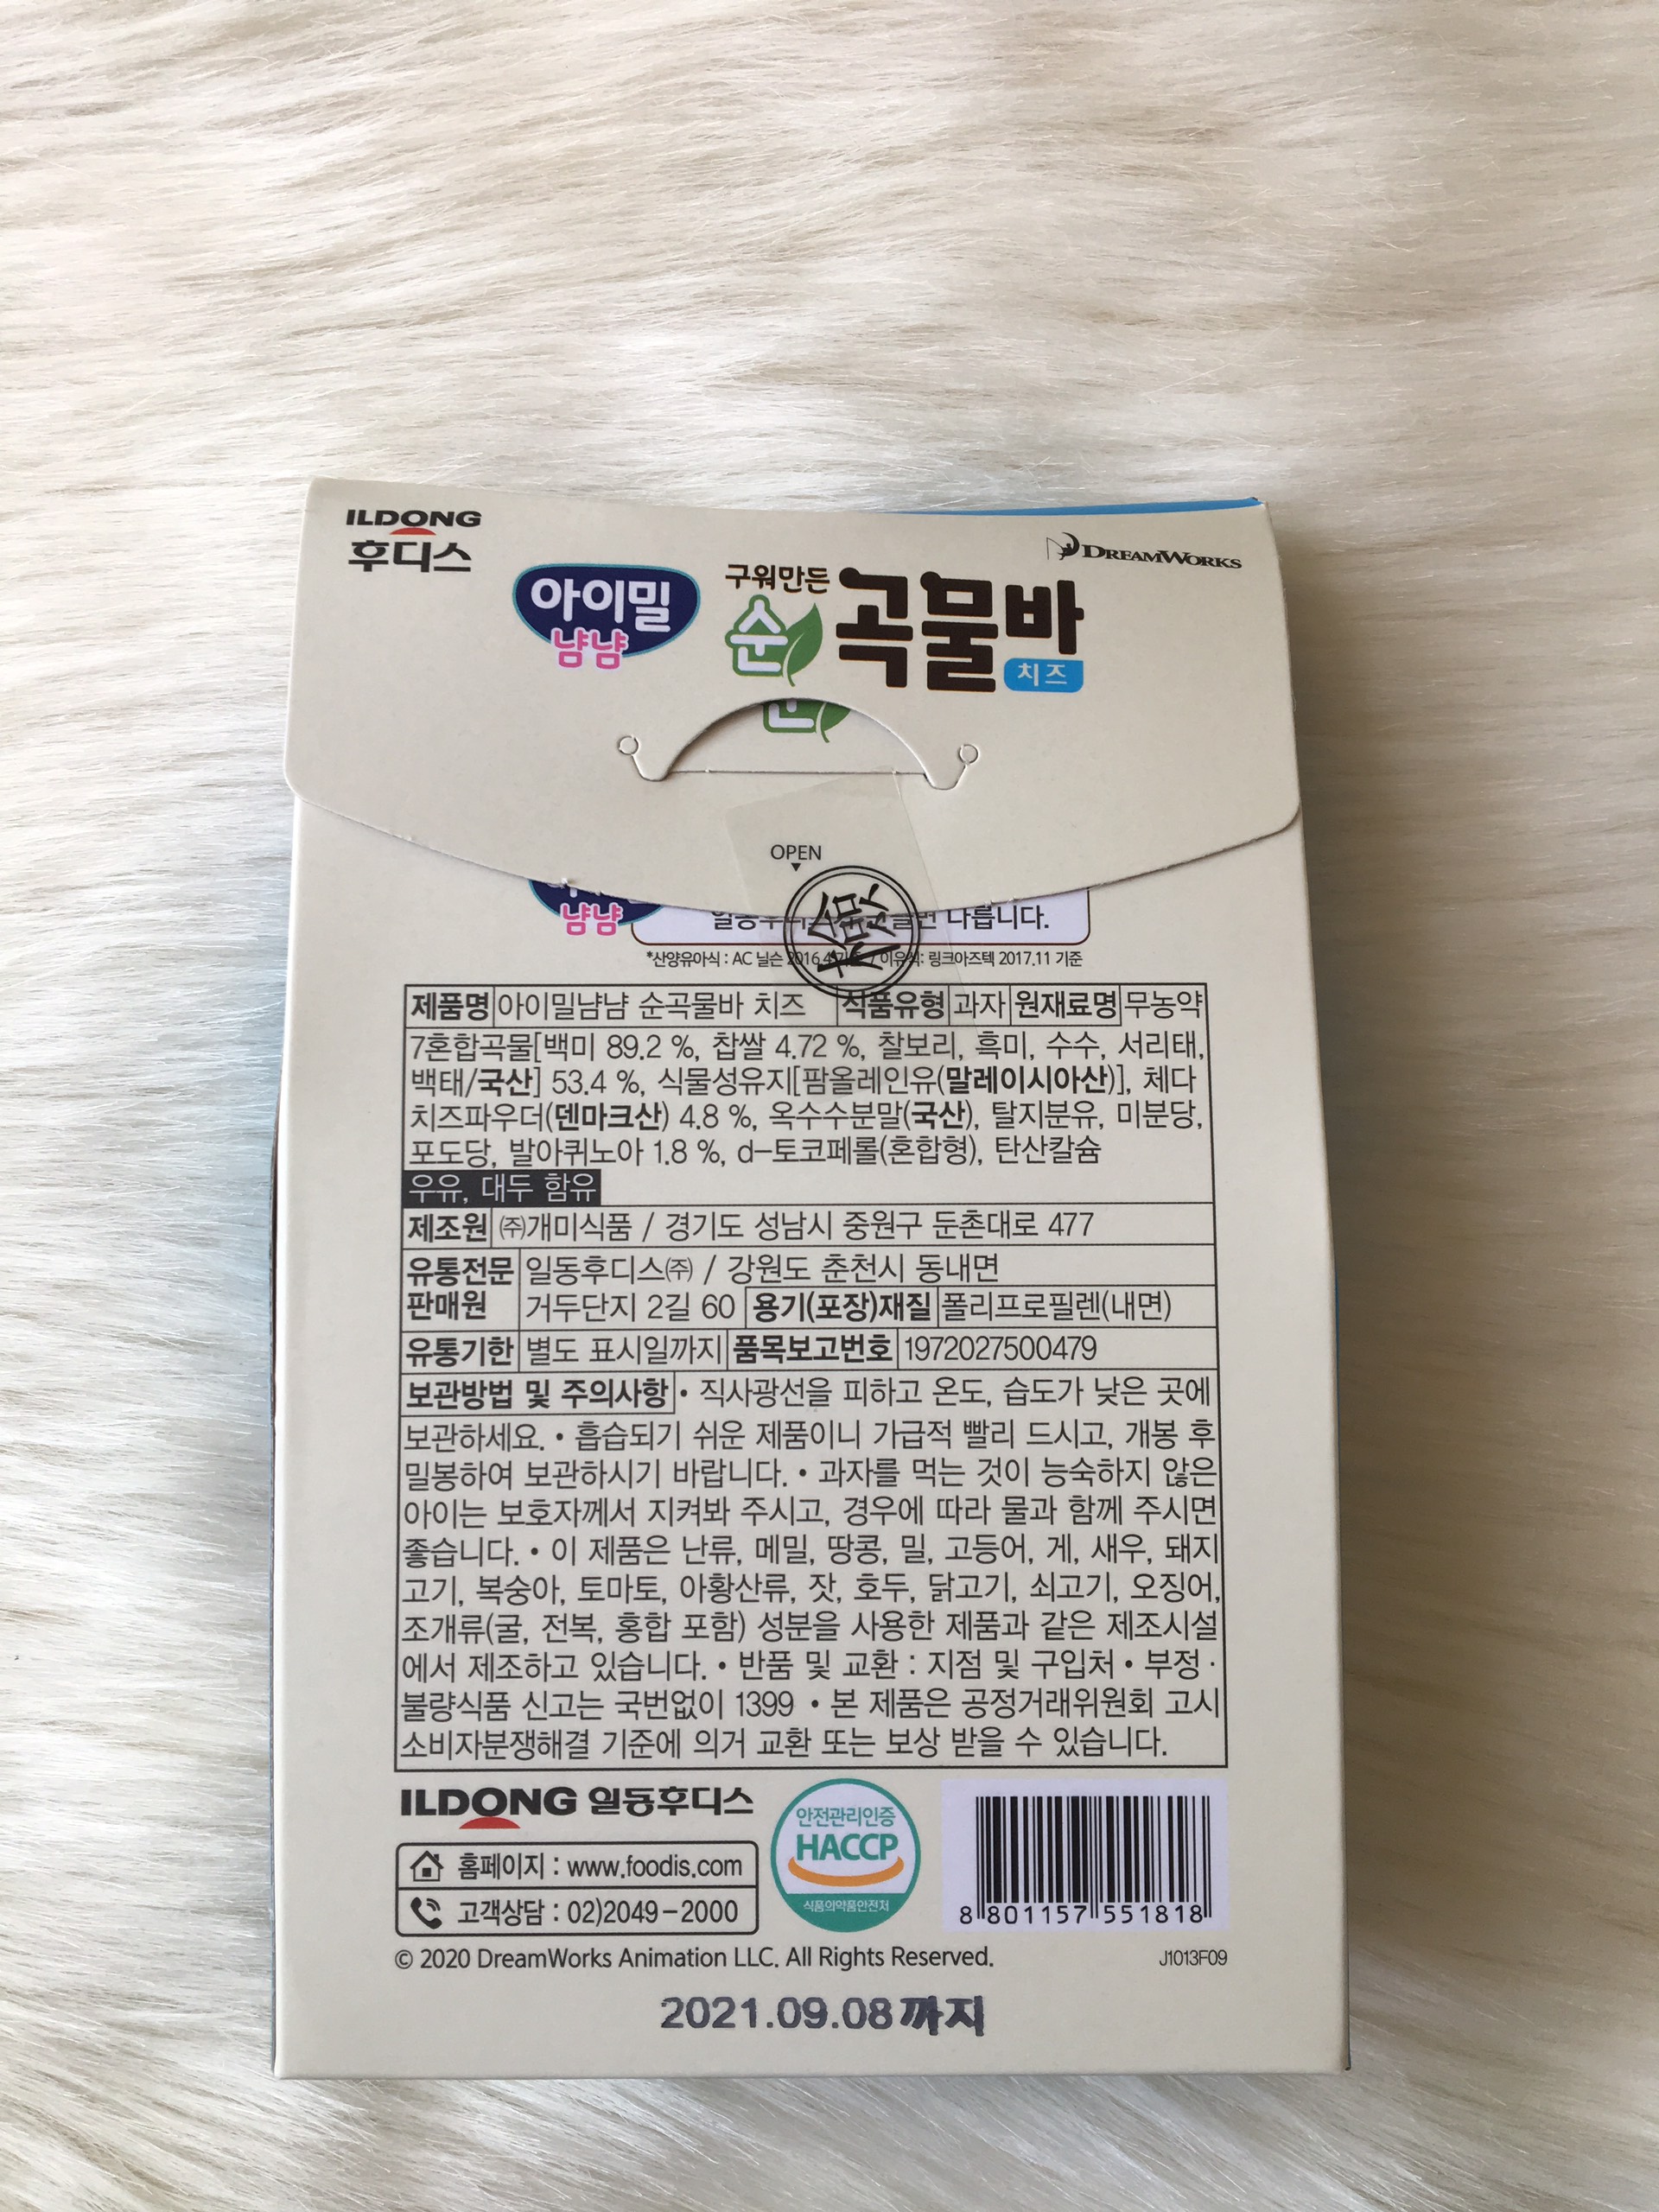 ILDONG
후디스
DREAMWORKS
아이밀
냠냠
구워만든
순 곡물바
치즈
순
OPEN
냠냠
다릅니다.
*산양유아식 : AC 닐슨 2016.4 기준 / 이유식: 링크아즈텍 2017.11 기준
제품명 아이밀냠냠 순곡물바 치즈 식품유형 과자 원재료명 무농약
7혼합곡물[백미 89.2 %, 찹쌀 4.72 %, 찰보리, 흑미, 수수, 서리태,
백태/국산] 53.4 %, 식물성유지[팜올레인유(말레이시아산)], 체다
치즈파우더(덴마크산) 4.8 %, 옥수수분말(국산), 탈지분유, 미분당,
포도당, 발아퀴노아 1.8 %, d-토코페롤(혼합형), 탄산칼슘
우유, 대두 함유
제조원 ㈜개미식품 / 경기도 성남시 중원구 둔촌대로 477
유통전문 일동후디스㈜ / 강원도 춘천시 동내면
판매원 거두단지 2길 60 용기(포장)재질 폴리프로필렌(내면)
유통기한 별도 표시일까지 품목보고번호 1972027500479
보관방법 및 주의사항 • 직사광선을 피하고 온도, 습도가 낮은 곳에
보관하세요. • 흡습되기 쉬운 제품이니 가급적 빨리 드시고, 개봉 후
밀봉하여 보관하시기 바랍니다. • 과자를 먹는 것이 능숙하지 않은
아이는 보호자께서 지켜봐 주시고, 경우에 따라 물과 함께 주시면
좋습니다. • 이 제품은 난류, 메밀, 땅콩, 밀, 고등어, 게, 새우, 돼지
고기, 복숭아, 토마토, 아황산류, 잣, 호두, 닭고기, 쇠고기, 오징어,
조개류(굴, 전복, 홍합 포함) 성분을 사용한 제품과 같은 제조시설
에서 제조하고 있습니다. • 반품 및 교환 : 지점 및 구입처 • 부정·
불량식품 신고는 국번없이 1399 • 본 제품은 공정거래위원회 고시
소비자분쟁해결 기준에 의거 교환 또는 보상 받을 수 있습니다.
ILDONG 일동후디스
홈페이지 : www.foodis.com
고객상담 : 02)2049-2000
안전관리인증
HACCP
식품의약품안전처
8 801157 551818
© 2020 DreamWorks Animation LLC. All Rights Reserved.
J1013F09
2021.09.08까지